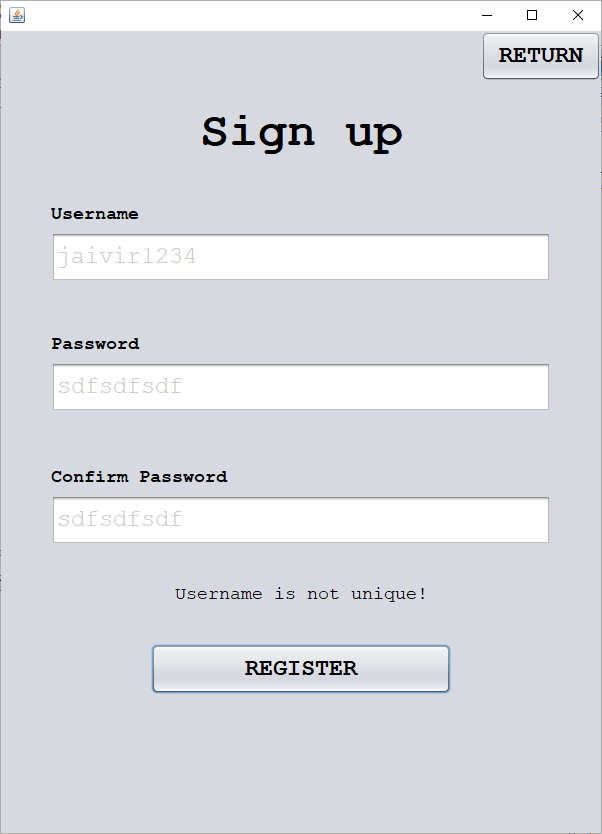 RETURN
Sign up
Username
jaivir1234
Password
sdfsdfsdf
Confirm Password
sdfsdfsdf
Username is not unique!
REGISTER